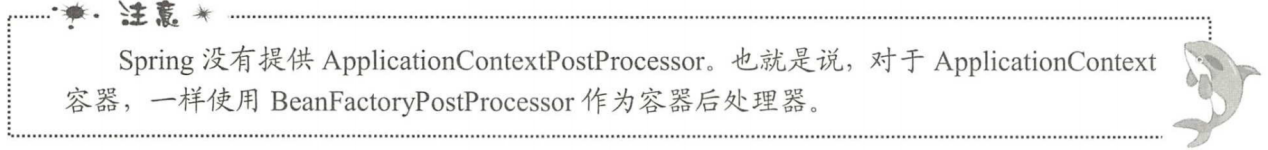 注意
Spring 没有提供 ApplicationContextPostProcessor。也就是说，对于 ApplicationContext
容器，一样使用 BeanFactoryPostProcessor 作为容器后处理器。